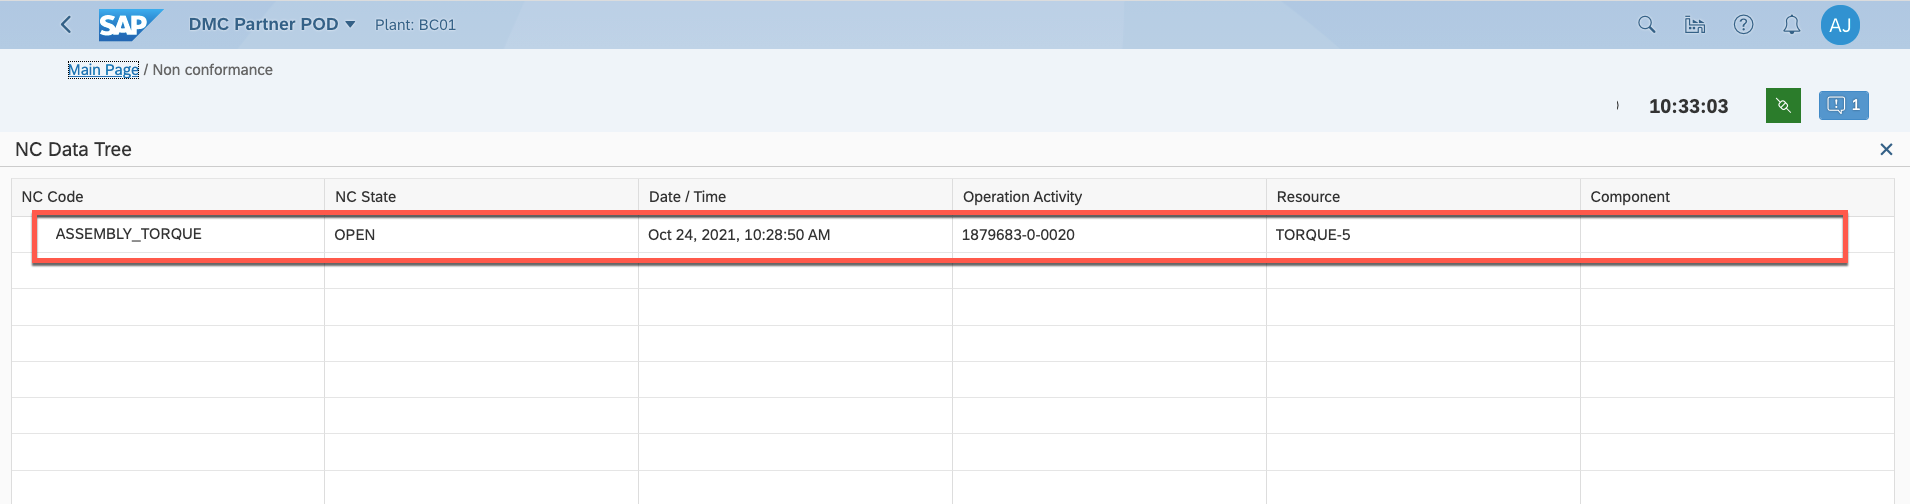 SAP DMC Partner POD Plant: BC01 AJ
Main Page / Non conformance
10:33:03 1
NC Data Tree
NC Code NC State Date / Time Operation Activity Resource Component
ASSEMBLY_TORQUE OPEN Oct 24, 2021, 10:28:50 AM 1879683-0-0020 TORQUE-5